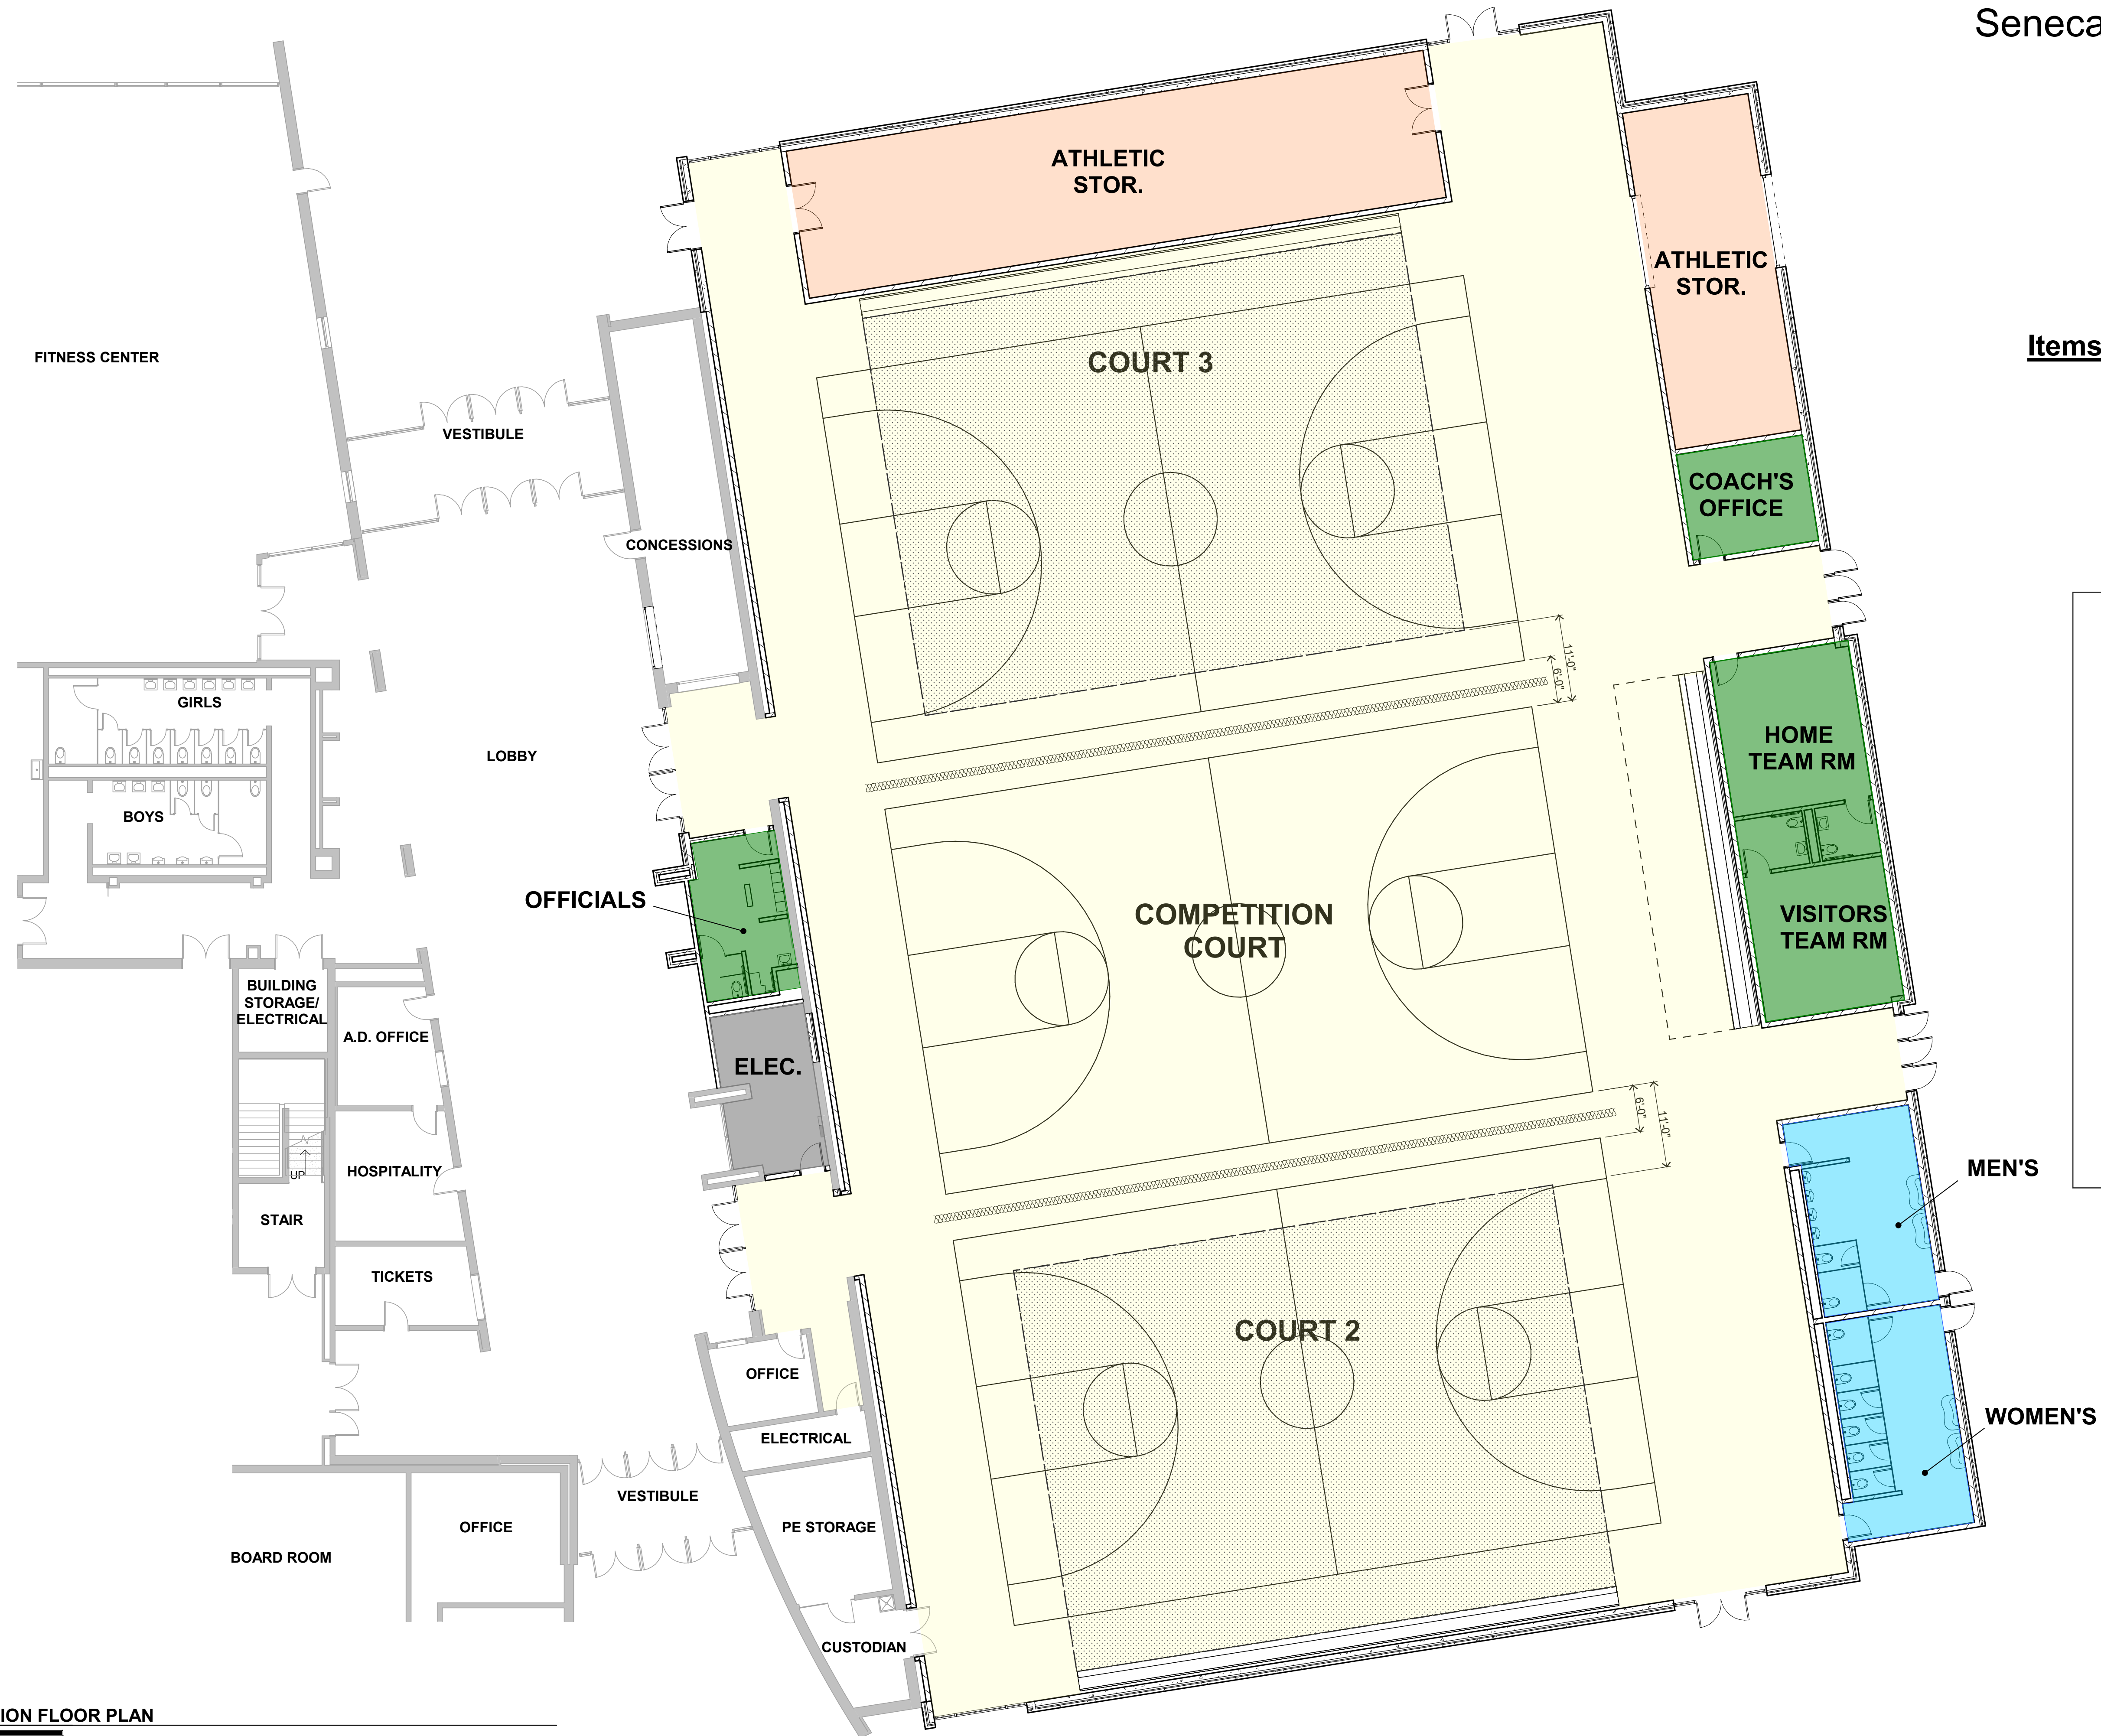 Seneca
ATHLETIC
STOR.
ATHLETIC
STOR.
FITNESS CENTER
Items
COURT 3
VESTIBULE
COACH'S
OFFICE
CONCESSIONS
11'-0"
6'-0"
GIRLS
LOBBY
HOME
TEAM RM
BOYS
OFFICIALS
COMPETITION
COURT
VISITORS
TEAM RM
BUILDING
STORAGE/
ELECTRICAL
A.D. OFFICE
ELEC.
6'-0"
11'-0"
HOSPITALITY
UP
MEN'S
STAIR
TICKETS
COURT 2
OFFICE
WOMEN'S
ELECTRICAL
VESTIBULE
OFFICE
PE STORAGE
BOARD ROOM
CUSTODIAN
ION FLOOR PLAN